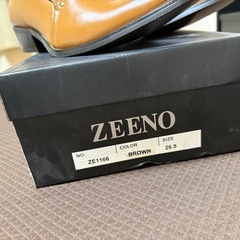 ZEENO
NO. COLOR SIZE
ZE1166 BROWN 26.5